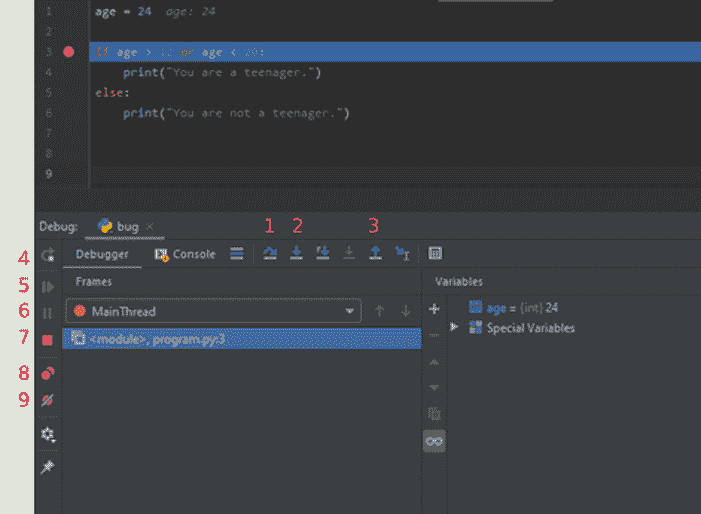 1 age = 24 age: 24
2
3 if age > 12 or age < 20:
4 print("You are a teenager.")
5 else:
6 print("You are not a teenager.")
7
8
9
Debug: bug ×
1 2 3
4 Debugger Console
5 Frames Variables
6 MainThread age = {int} 24
7 <module>, program.py:3 Special Variables
8
9